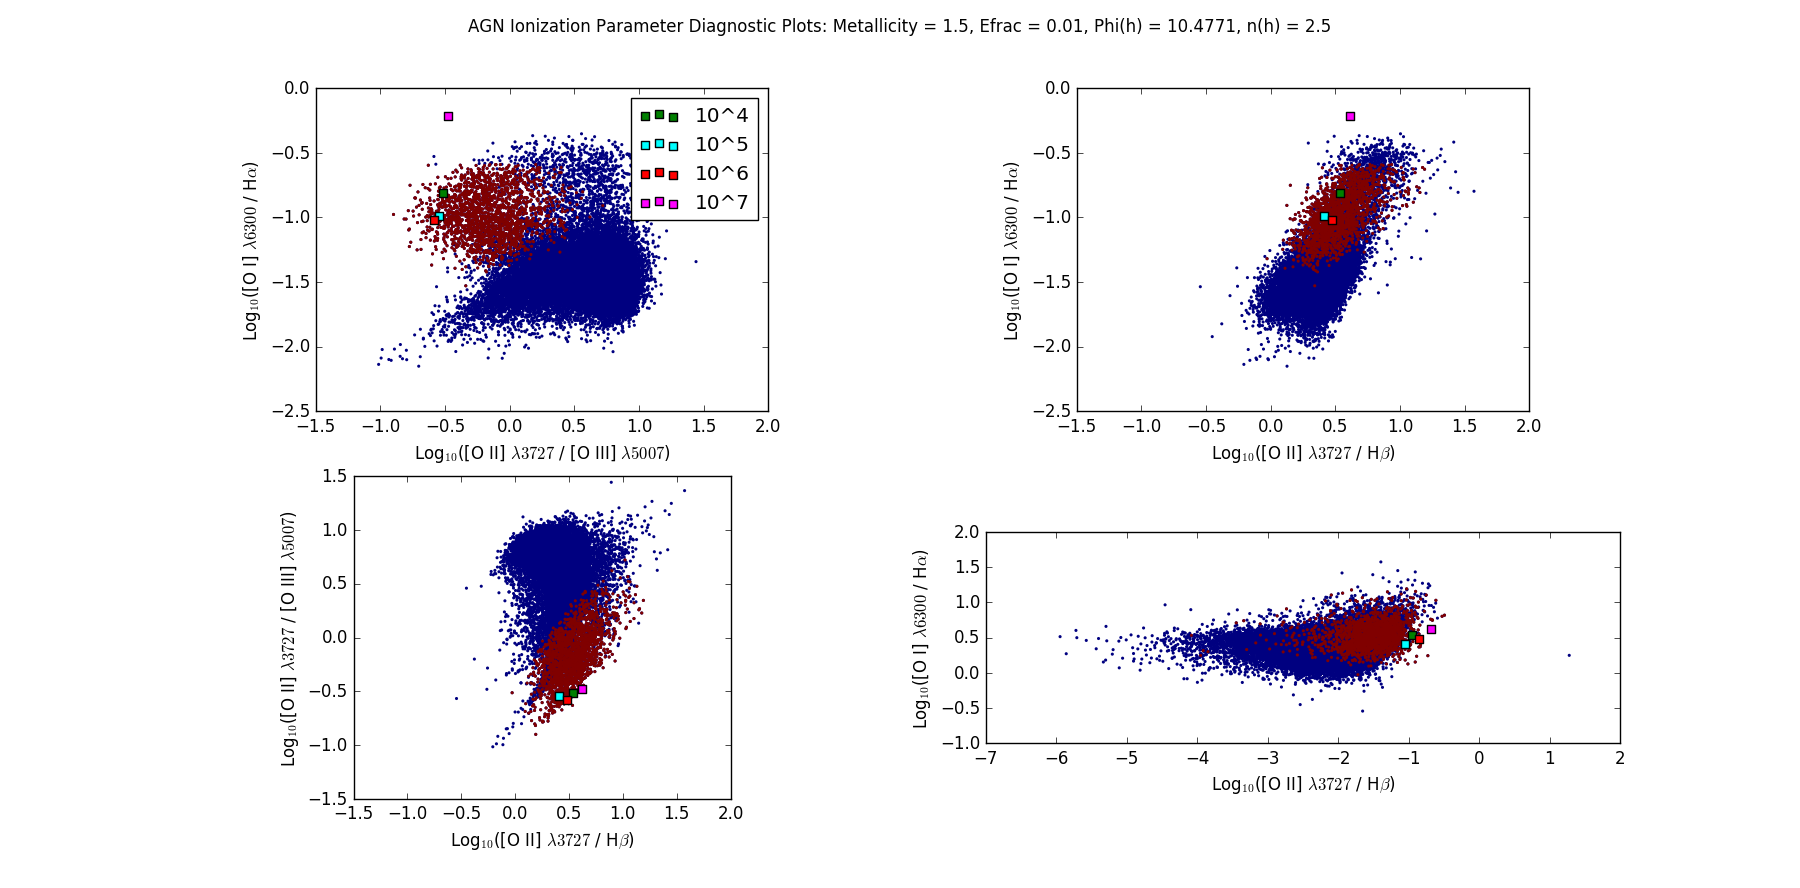 AGN Ionization Parameter Diagnostic Plots: Metallicity = 1.5, Efrac = 0.01, Phi(h) = 10.4771, n(h) = 2.5
0.0
−0.5
−1.0
−1.5
−2.0
−2.5
Log₁₀([O I] λ6300 / Hα)
10^4
10^5
10^6
10^7
−1.5 −1.0 −0.5 0.0 0.5 1.0 1.5 2.0
Log₁₀([O II] λ3727 / [O III] λ5007)
0.0
−0.5
−1.0
−1.5
−2.0
−2.5
Log₁₀([O I] λ6300 / Hα)
−1.5 −1.0 −0.5 0.0 0.5 1.0 1.5 2.0
Log₁₀([O II] λ3727 / Hβ)
1.5
1.0
0.5
0.0
−0.5
−1.0
−1.5
Log₁₀([O II] λ3727 / [O III] λ5007)
−1.5 −1.0 −0.5 0.0 0.5 1.0 1.5 2.0
Log₁₀([O II] λ3727 / Hβ)
2.0
1.5
1.0
0.5
0.0
−0.5
−1.0
Log₁₀([O I] λ6300 / Hα)
−7 −6 −5 −4 −3 −2 −1 0 1 2
Log₁₀([O II] λ3727 / Hβ)